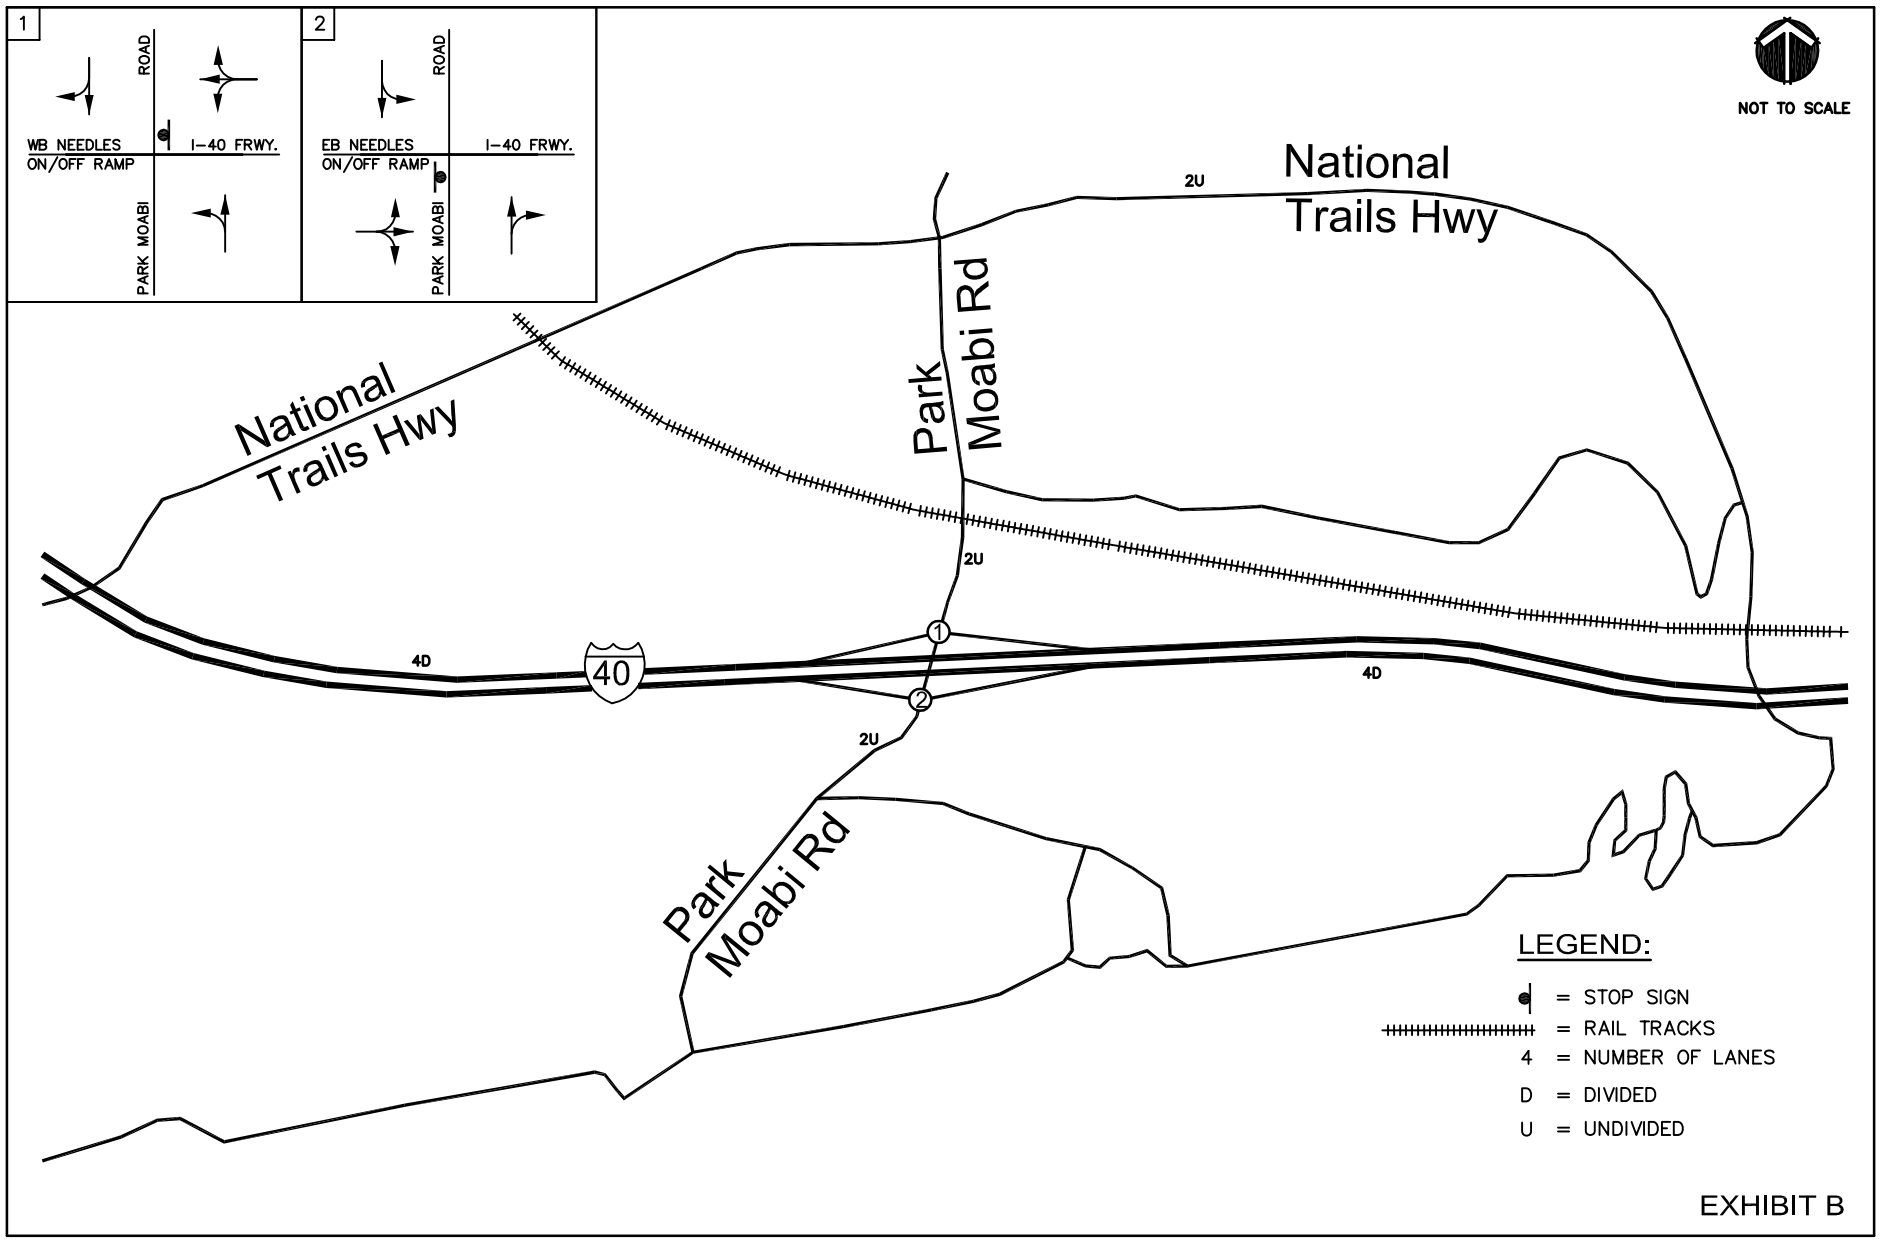 1
ROAD
WB NEEDLES
I-40 FRWY.
ON/OFF RAMP
PARK MOABI
2
ROAD
EB NEEDLES
I-40 FRWY.
ON/OFF RAMP
PARK MOABI
NOT TO SCALE
National
Trails Hwy
2U
Park
Moabi Rd
National
Trails Hwy
2U
1
4D
40
2
4D
2U
Park
Moabi Rd
LEGEND:
= STOP SIGN
= RAIL TRACKS
4 = NUMBER OF LANES
D = DIVIDED
U = UNDIVIDED
EXHIBIT B